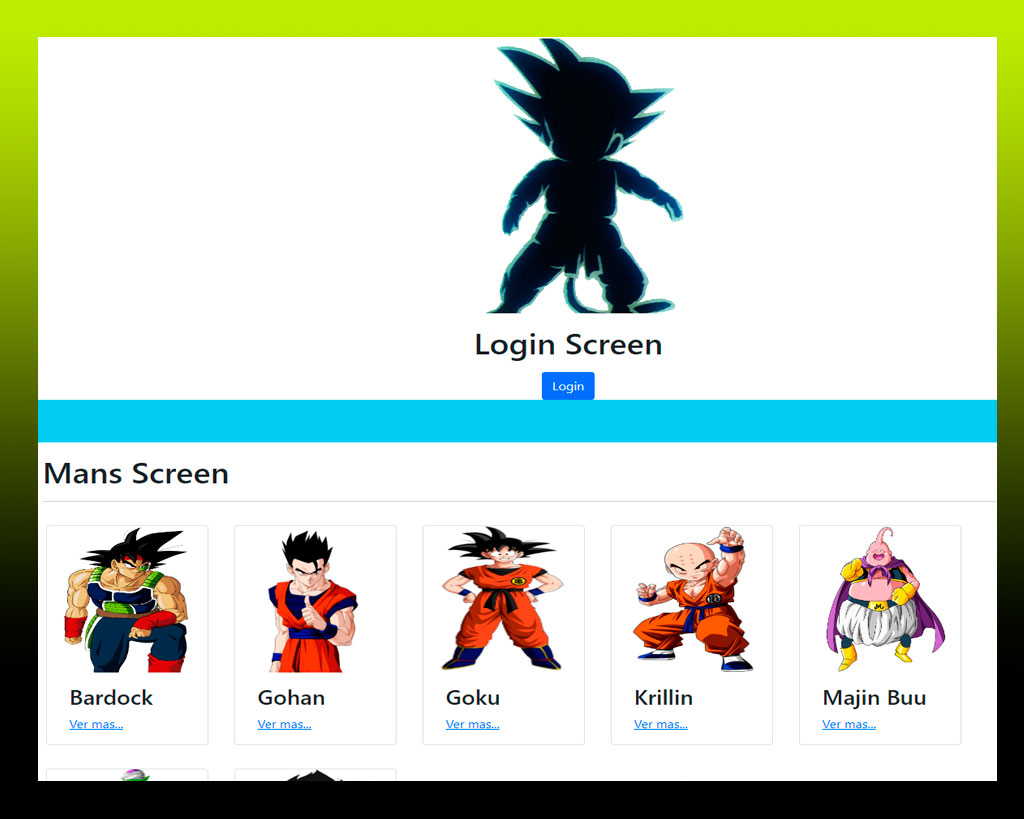 Login Screen
Login
Mans Screen
Bardock
Ver mas...
Gohan
Ver mas...
Goku
Ver mas...
Krillin
Ver mas...
Majin Buu
Ver mas...